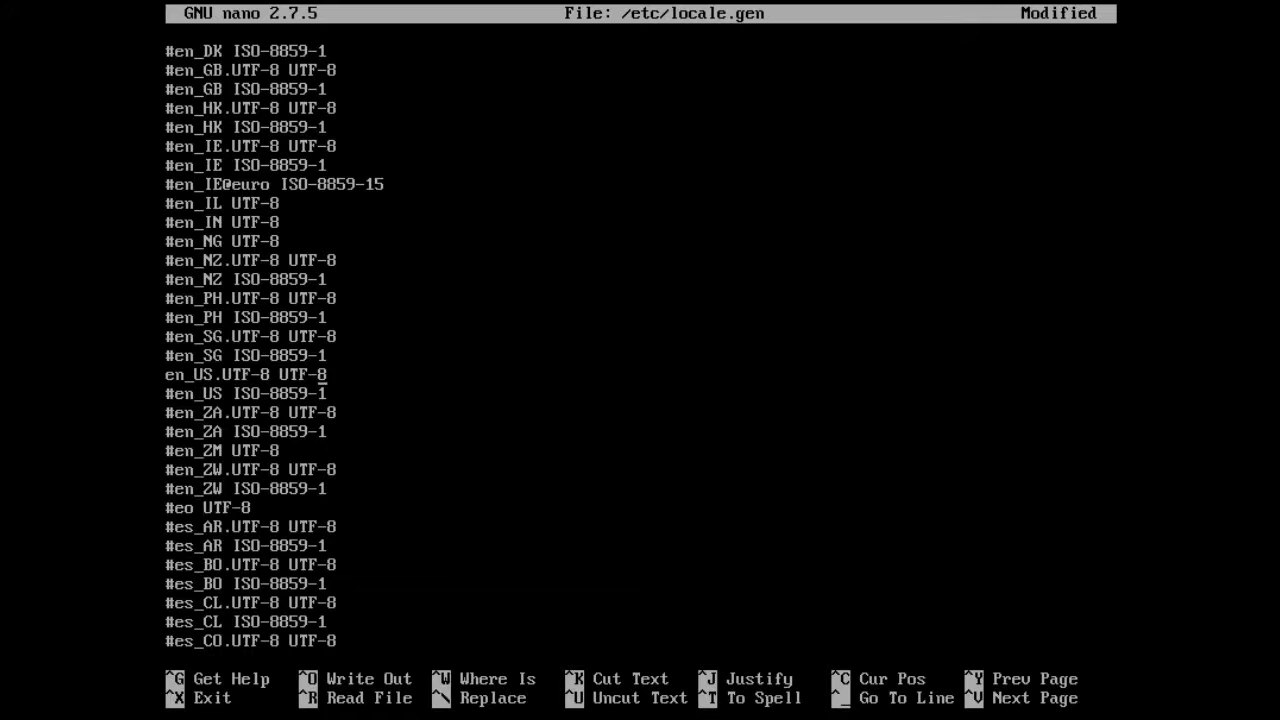 GNU nano 2.7.5 File: /etc/locale.gen Modified
#en_DK ISO-8859-1
#en_GB.UTF-8 UTF-8
#en_GB ISO-8859-1
#en_HK.UTF-8 UTF-8
#en_HK ISO-8859-1
#en_IE.UTF-8 UTF-8
#en_IE ISO-8859-1
#en_IE@euro ISO-8859-15
#en_IL UTF-8
#en_IN UTF-8
#en_NG UTF-8
#en_NZ.UTF-8 UTF-8
#en_NZ ISO-8859-1
#en_PH.UTF-8 UTF-8
#en_PH ISO-8859-1
#en_SG.UTF-8 UTF-8
#en_SG ISO-8859-1
en_US.UTF-8 UTF-8
#en_US ISO-8859-1
#en_ZA.UTF-8 UTF-8
#en_ZA ISO-8859-1
#en_ZM UTF-8
#en_ZW.UTF-8 UTF-8
#en_ZW ISO-8859-1
#eo UTF-8
#es_AR.UTF-8 UTF-8
#es_AR ISO-8859-1
#es_BO.UTF-8 UTF-8
#es_BO ISO-8859-1
#es_CL.UTF-8 UTF-8
#es_CL ISO-8859-1
#es_CO.UTF-8 UTF-8
^G Get Help ^O Write Out ^W Where Is ^K Cut Text ^J Justify ^C Cur Pos ^Y Prev Page
^X Exit ^R Read File ^\ Replace ^U Uncut Text ^T To Spell ^_ Go To Line ^V Next Page